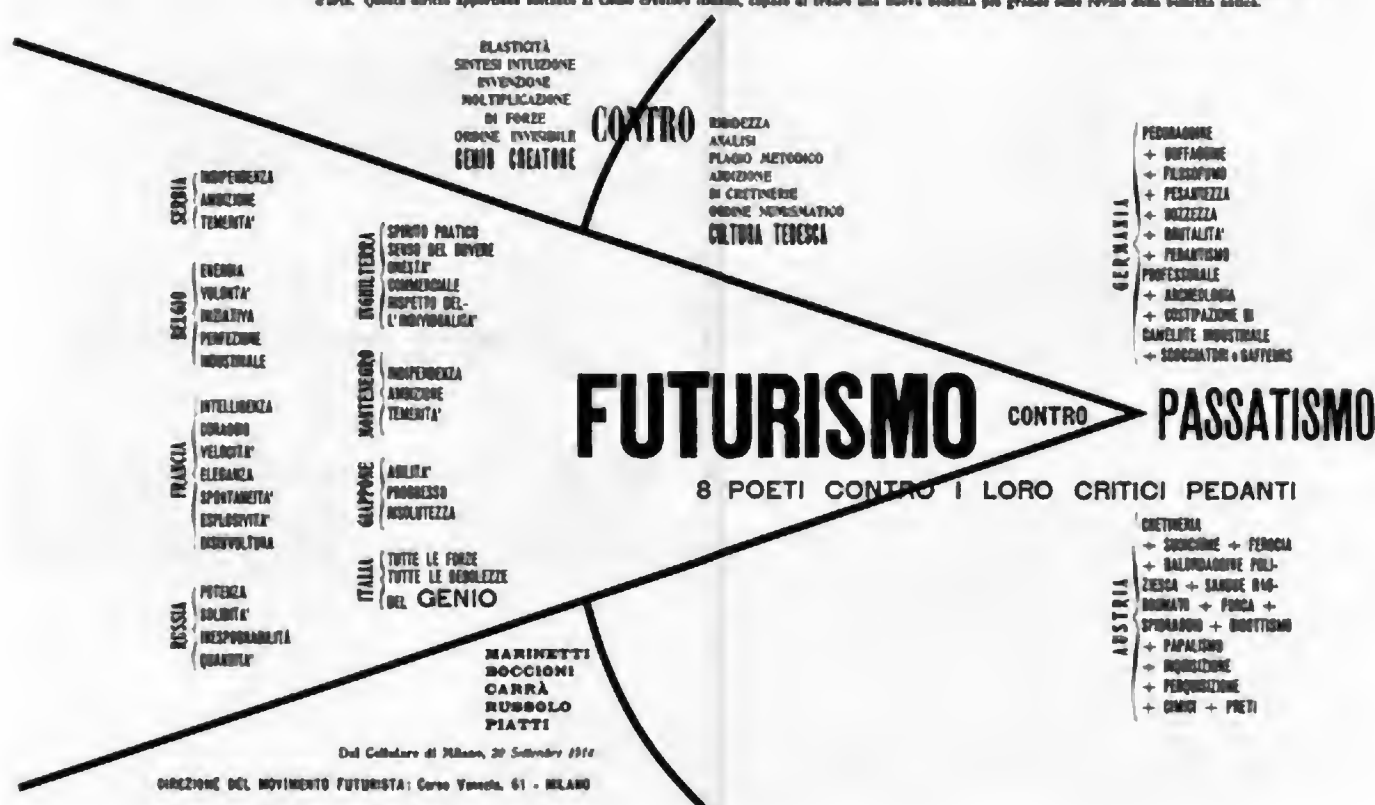 ELASTICITÀ
SINTESI INTUIZIONE
INVENZIONE
MOLTIPLICAZIONE
DI FORZE
ORDINE INVISIBILE
GENIO CREATORE
CONTRO
RIGIDEZZA
ANALISI
PLAGIO METODICO
ADDIZIONE
DI CRETINERIE
ORDINE NUMISMATICO
CULTURA TEDESCA
SERBIA
INDIPENDENZA
AMBIZIONE
TEMERITA'
BELGIO
ENERGIA
VOLONTA'
INIZIATIVA
PERFEZIONE
INDUSTRIALE
FRANCIA
INTELLIGENZA
CORAGGIO
VELOCITA'
ELEGANZA
SPONTANEITA'
ESPLOSIVITA'
DISINVOLTURA
RUSSIA
POTENZA
SOLIDITA'
INESPUGNABILITÀ
QUANTITA'
INGHILTERRA
SPIRITO PRATICO
SENSO DEL DOVERE
ONESTA'
COMMERCIALE
RISPETTO DEL-
L'INDIVIDUALITA'
MONTENEGRO
INDIPENDENZA
AMBIZIONE
TEMERITA'
GIAPPONE
AGILITA'
PROGRESSO
RISOLUTEZZA
ITALIA
TUTTE LE FORZE
TUTTE LE DEBOLEZZE
DEL GENIO
FUTURISMO CONTRO PASSATISMO
8 POETI CONTRO I LORO CRITICI PEDANTI
GERMANIA
PECORAGGINE
+ GOFFAGGINE
+ FILOSOFUMO
+ PESANTEZZA
+ ROZZEZZA
+ BRUTALITA'
+ PEDANTISMO
PROFESSORALE
+ ARCHEOLOGIA
+ COSTIPAZIONE DI
CAMELOTE INDUSTRIALE
+ SCOCCIATORI e GAFFEURS
AUSTRIA
CRETINERIA
+ SUDICIUME + FEROCIA
+ BALORDAGGINE POLI-
ZIESCA + SANGUE RAG-
GRUMATO + FORCA +
SPIONAGGIO + BIGOTTISMO
+ PAPALISMO
+ INQUISIZIONE
+ PERQUISIZIONE
+ CIMICI + PRETI
MARINETTI
BOCCIONI
CARRÀ
RUSSOLO
PIATTI
Dal Cellulare di Milano, 20 Settembre 1914
DIREZIONE DEL MOVIMENTO FUTURISTA: Corso Venezia, 61 - MILANO